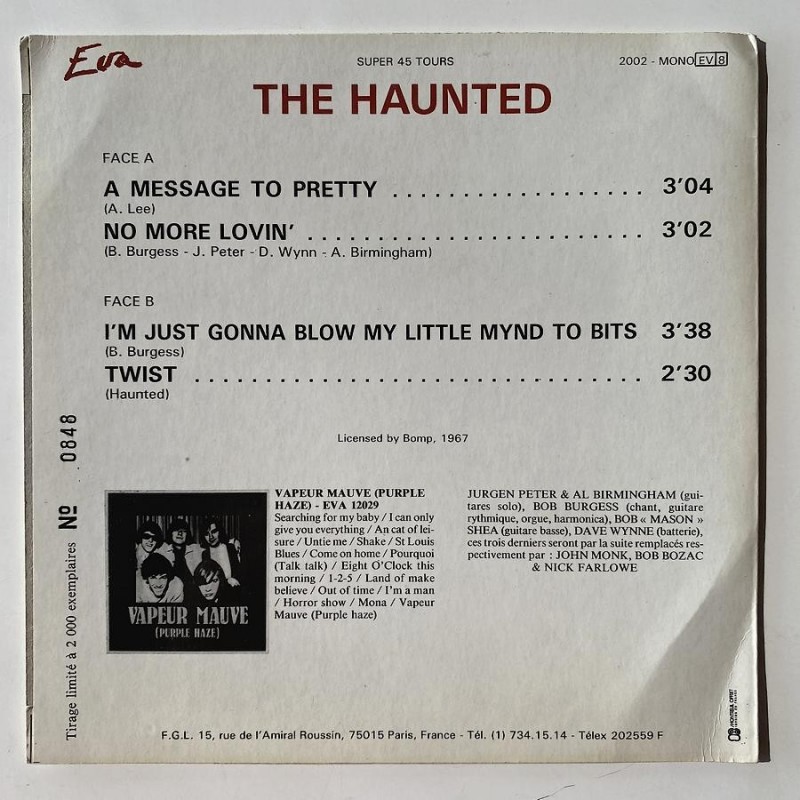 Eva
SUPER 45 TOURS
2002 - MONO EV 8
THE HAUNTED
FACE A
A MESSAGE TO PRETTY . . . . . . . . . . . . . . . . . . . 3'04
(A. Lee)
NO MORE LOVIN' . . . . . . . . . . . . . . . . . . . . . . . . . 3'02
(B. Burgess - J. Peter - D. Wynn - A. Birmingham)
FACE B
I'M JUST GONNA BLOW MY LITTLE MYND TO BITS 3'38
(B. Burgess)
TWIST . . . . . . . . . . . . . . . . . . . . . . . . . . . . . . . . . 2'30
(Haunted)
Licensed by Bomp, 1967
Tirage limité à 2 000 exemplaires Nº 0848
VAPEUR MAUVE
(PURPLE HAZE)
VAPEUR MAUVE (PURPLE
HAZE) - EVA 12029
Searching for my baby / I can only
give you everything / An cat of lei-
sure / Untie me / Shake / St Louis
Blues / Come on home / Pourquoi
(Talk talk) / Eight O'Clock this
morning / 1-2-5 / Land of make
believe / Out of time / I'm a man
/ Horror show / Mona / Vapeur
Mauve (Purple haze)
JURGEN PETER & AL BIRMINGHAM (gui-
tares solo), BOB BURGESS (chant, guitare
rythmique, orgue, harmonica), BOB « MASON »
SHEA (guitare basse), DAVE WYNNE (batterie),
ces trois derniers seront par la suite remplacés res-
pectivement par : JOHN MONK, BOB BOZAC
& NICK FARLOWE
F.G.L. 15, rue de l'Amiral Roussin, 75015 Paris, France - Tél. (1) 734.15.14 - Télex 202559 F